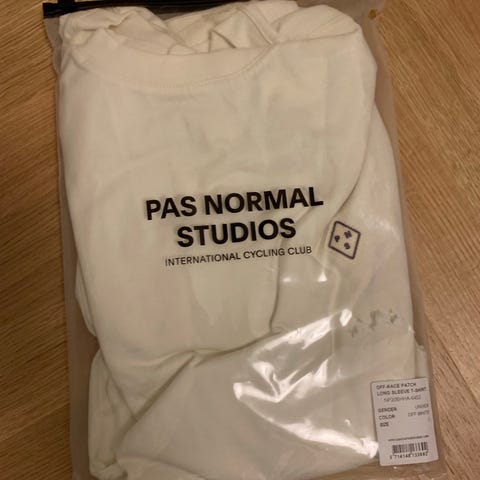 PAS NORMAL
STUDIOS
INTERNATIONAL CYCLING CLUB
OFF-RACE PATCH
LONG SLEEVE T-SHIRT
GENDER UNISEX
COLOR OFF WHITE
SIZE